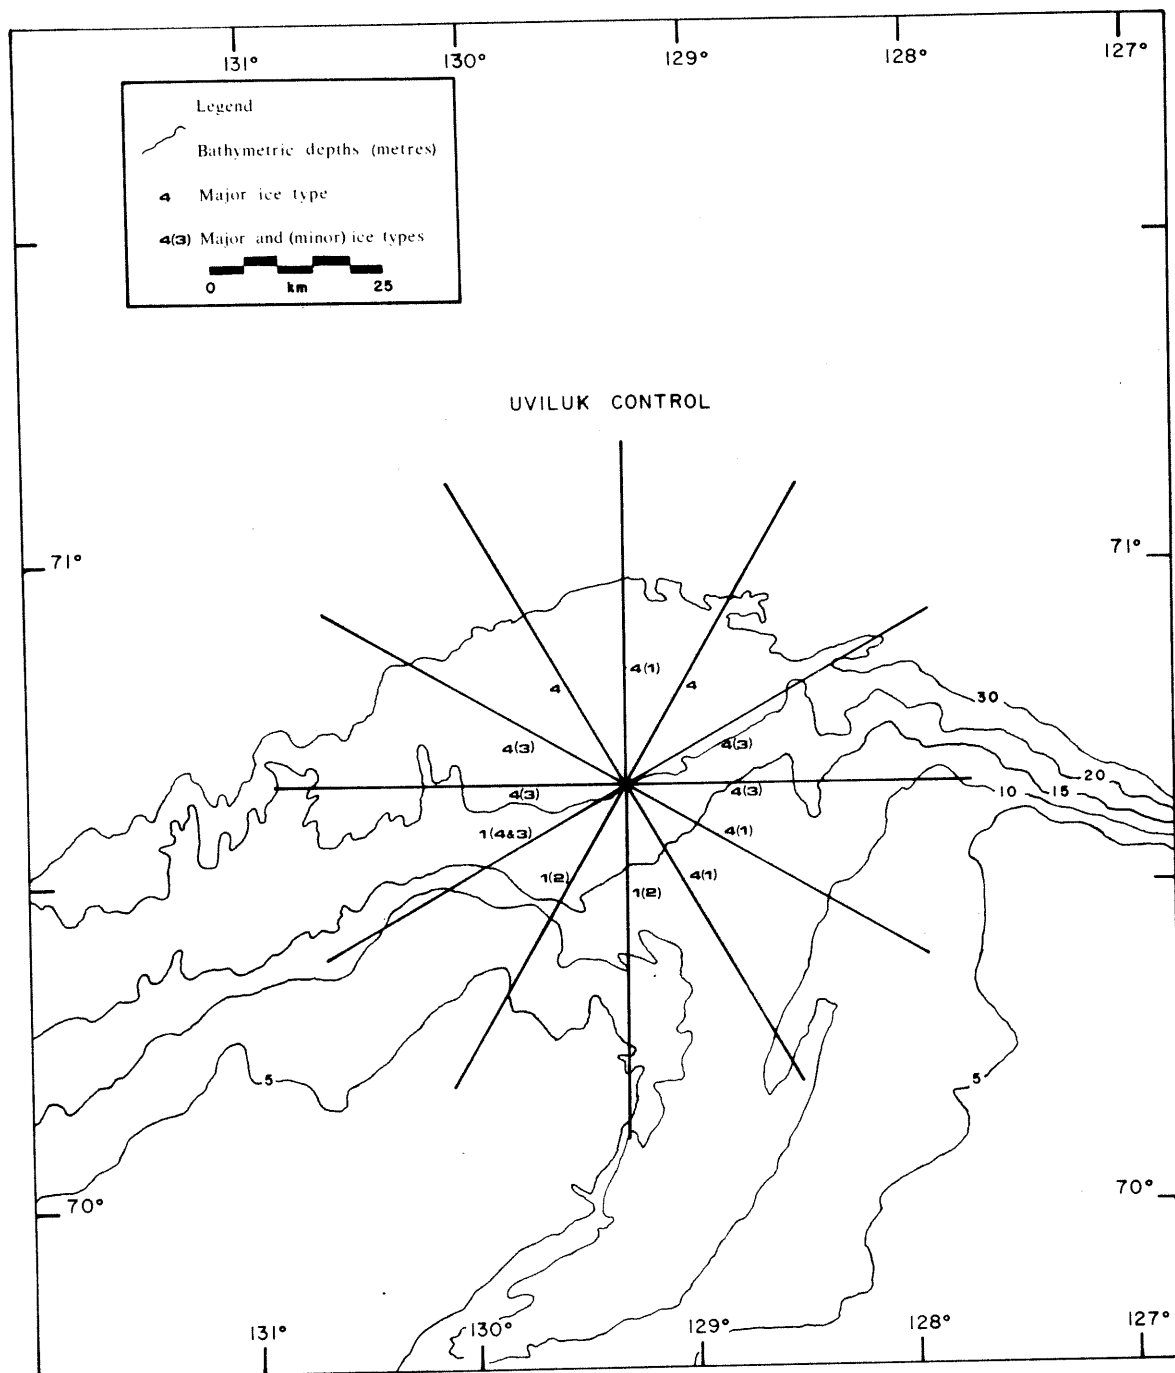 131° 130° 129° 128° 127°
Legend
Bathymetric depths (metres)
4 Major ice type
4(3) Major and (minor) ice types
0 km 25
UVILUK CONTROL
71° 71°
4(1)
4 4
30
4(3) 4(3)
20
4(3) 4(3) 10 15
1(4&3) 4(1)
1(2) 1(2) 4(1)
5 5
70° 70°
131° 130° 129° 128° 127°